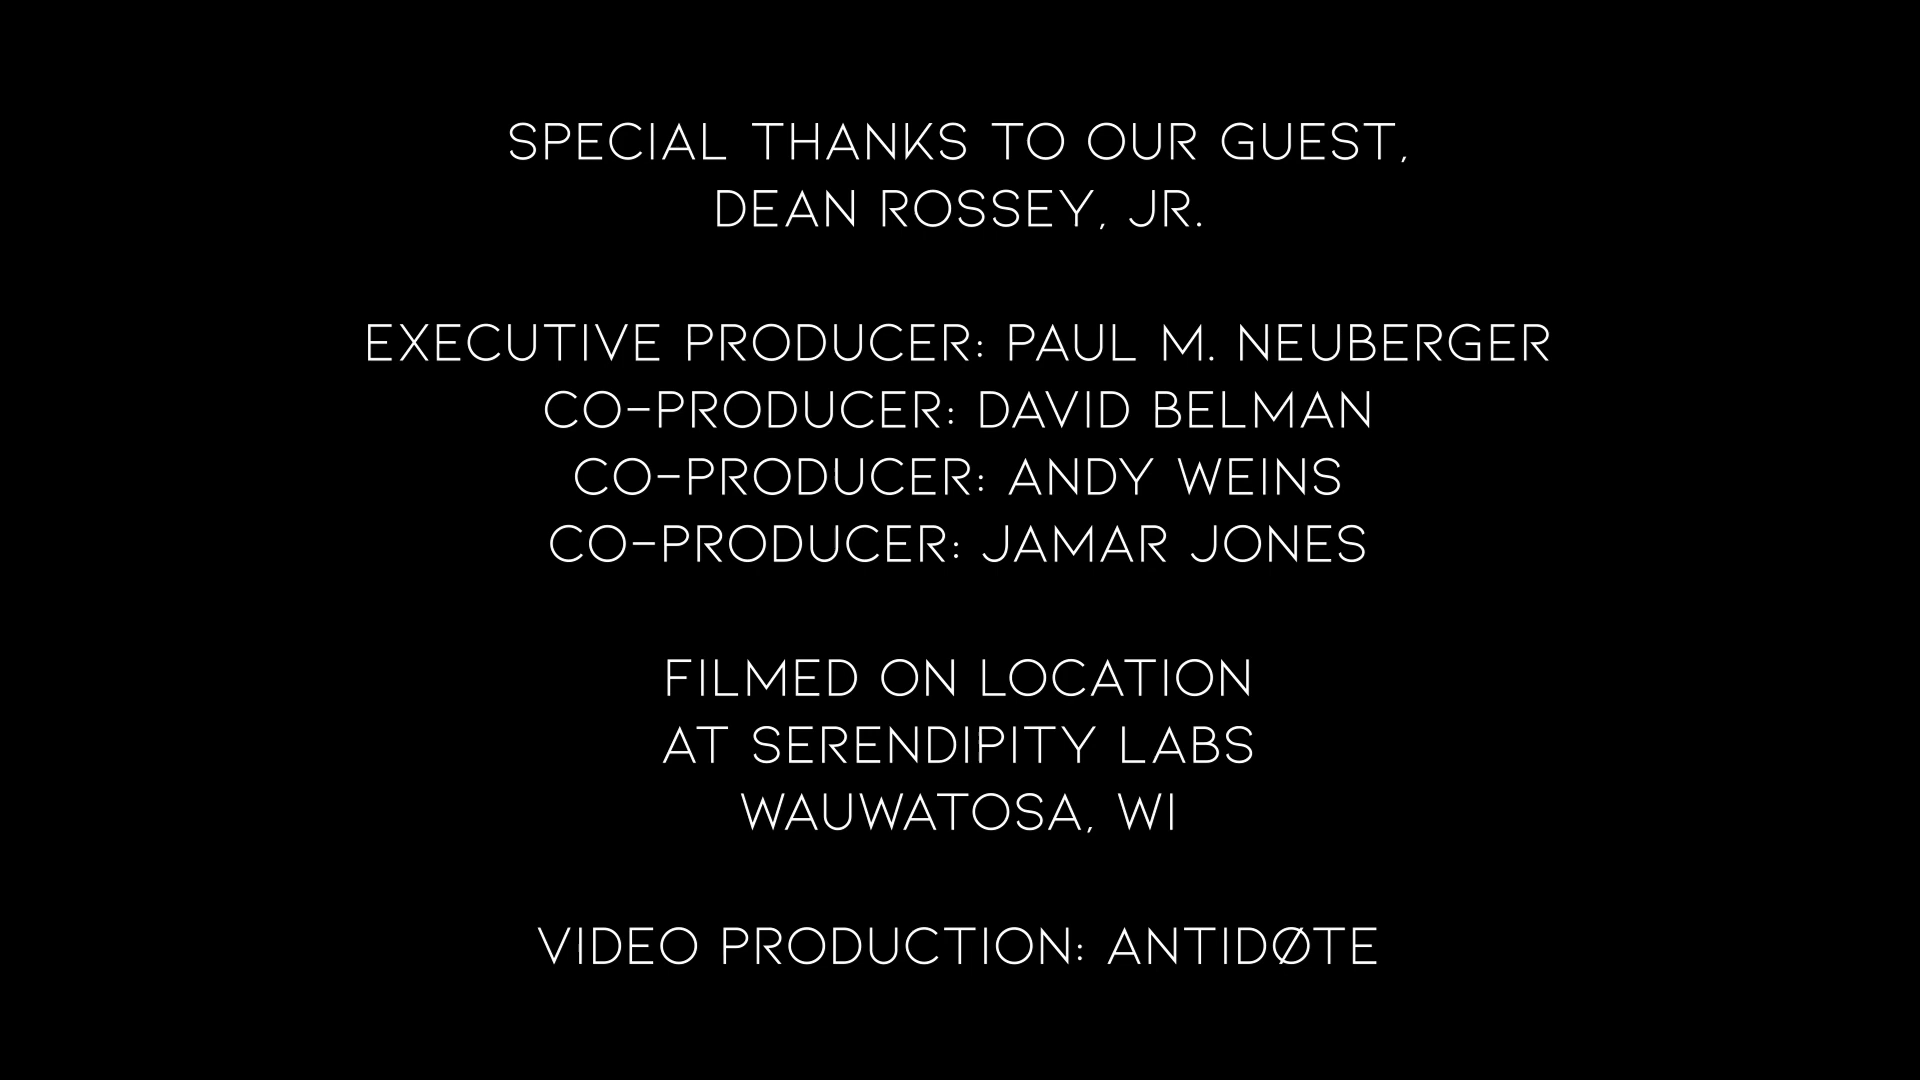 SPECIAL THANKS TO OUR GUEST,
DEAN ROSSEY, JR.
EXECUTIVE PRODUCER: PAUL M. NEUBERGER
CO-PRODUCER: DAVID BELMAN
CO-PRODUCER: ANDY WEINS
CO-PRODUCER: JAMAR JONES
FILMED ON LOCATION
AT SERENDIPITY LABS
WAUWATOSA, WI
VIDEO PRODUCTION: ANTIDØTE